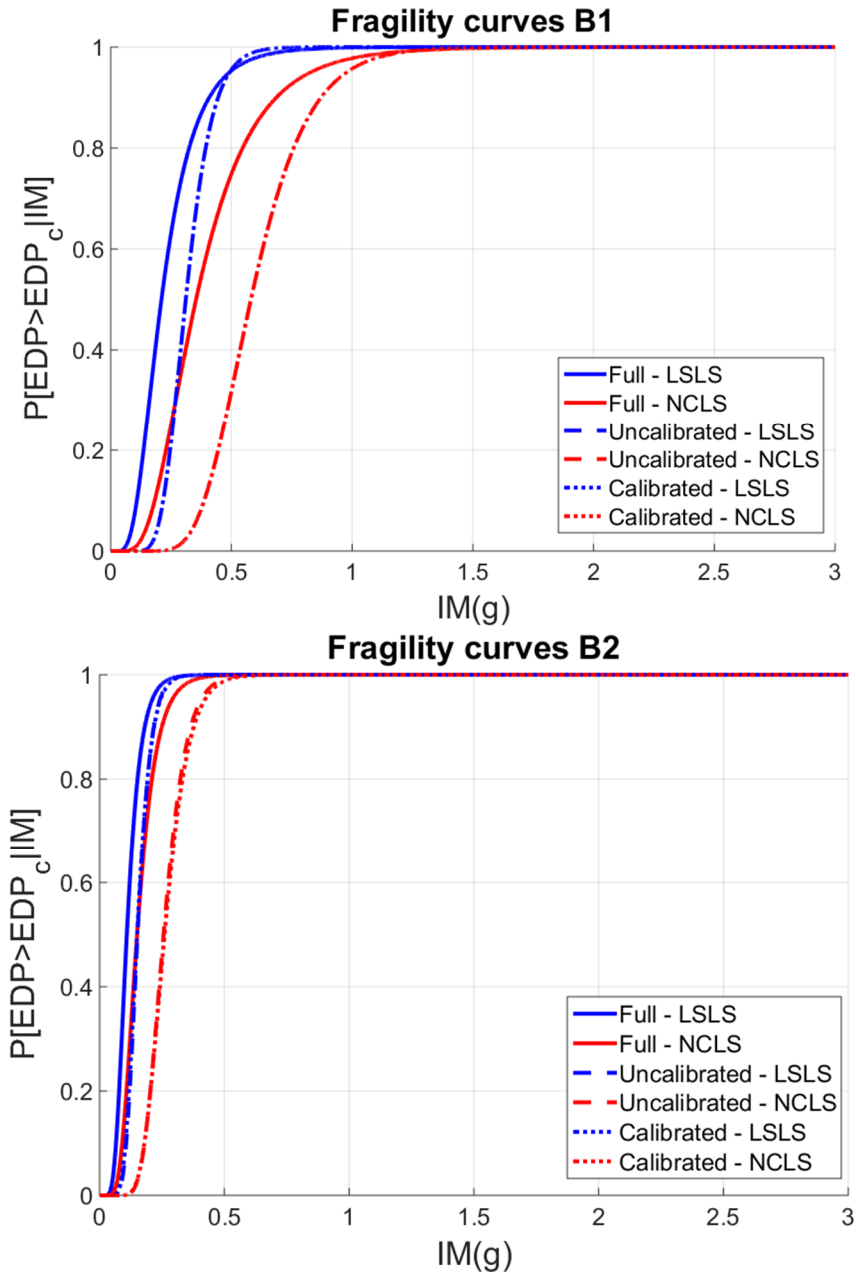 Fragility curves B1
P[EDP>EDPc|IM]
1
0.8
0.6
0.4
0.2
0
0 0.5 1 1.5 2 2.5 3
IM(g)
Full - LSLS
Full - NCLS
Uncalibrated - LSLS
Uncalibrated - NCLS
Calibrated - LSLS
Calibrated - NCLS
Fragility curves B2
P[EDP>EDPc|IM]
1
0.8
0.6
0.4
0.2
0
0 0.5 1 1.5 2 2.5 3
IM(g)
Full - LSLS
Full - NCLS
Uncalibrated - LSLS
Uncalibrated - NCLS
Calibrated - LSLS
Calibrated - NCLS